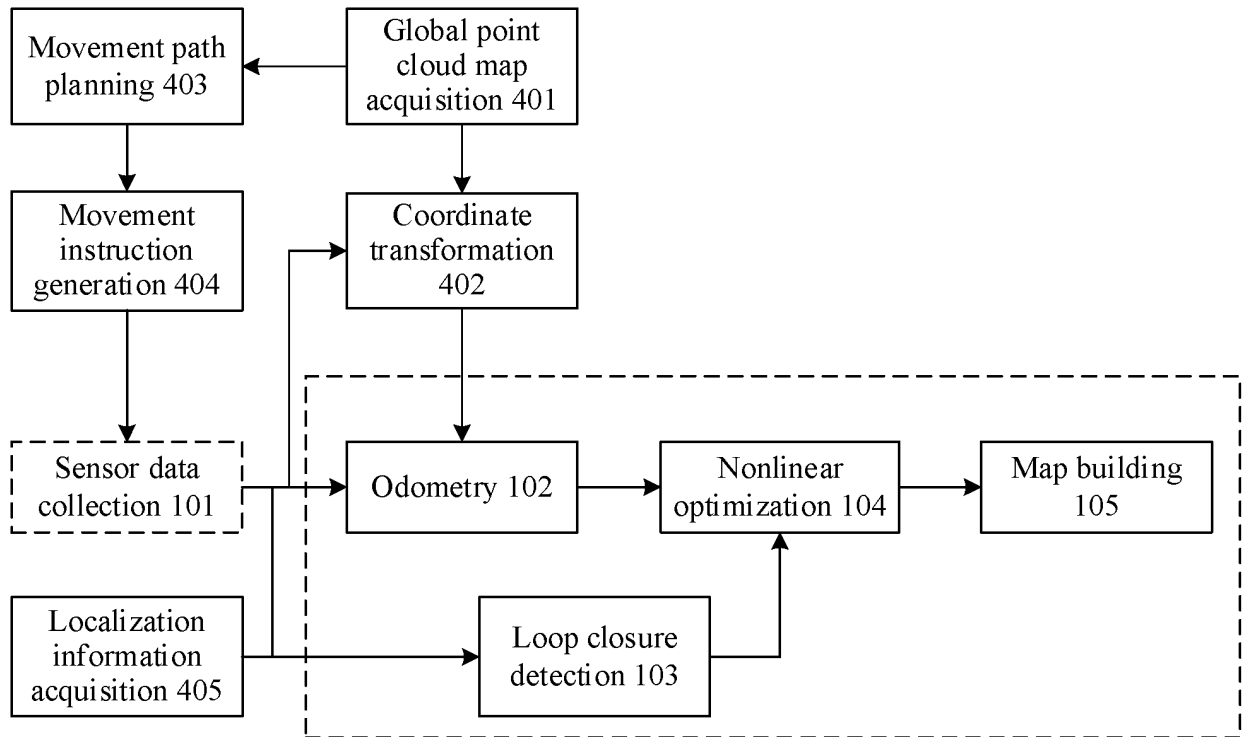 Movement path
planning 403
Global point
cloud map
acquisition 401
Movement
instruction
generation 404
Coordinate
transformation
402
Sensor data
collection 101
Odometry 102
Nonlinear
optimization 104
Map building
105
Localization
information
acquisition 405
Loop closure
detection 103